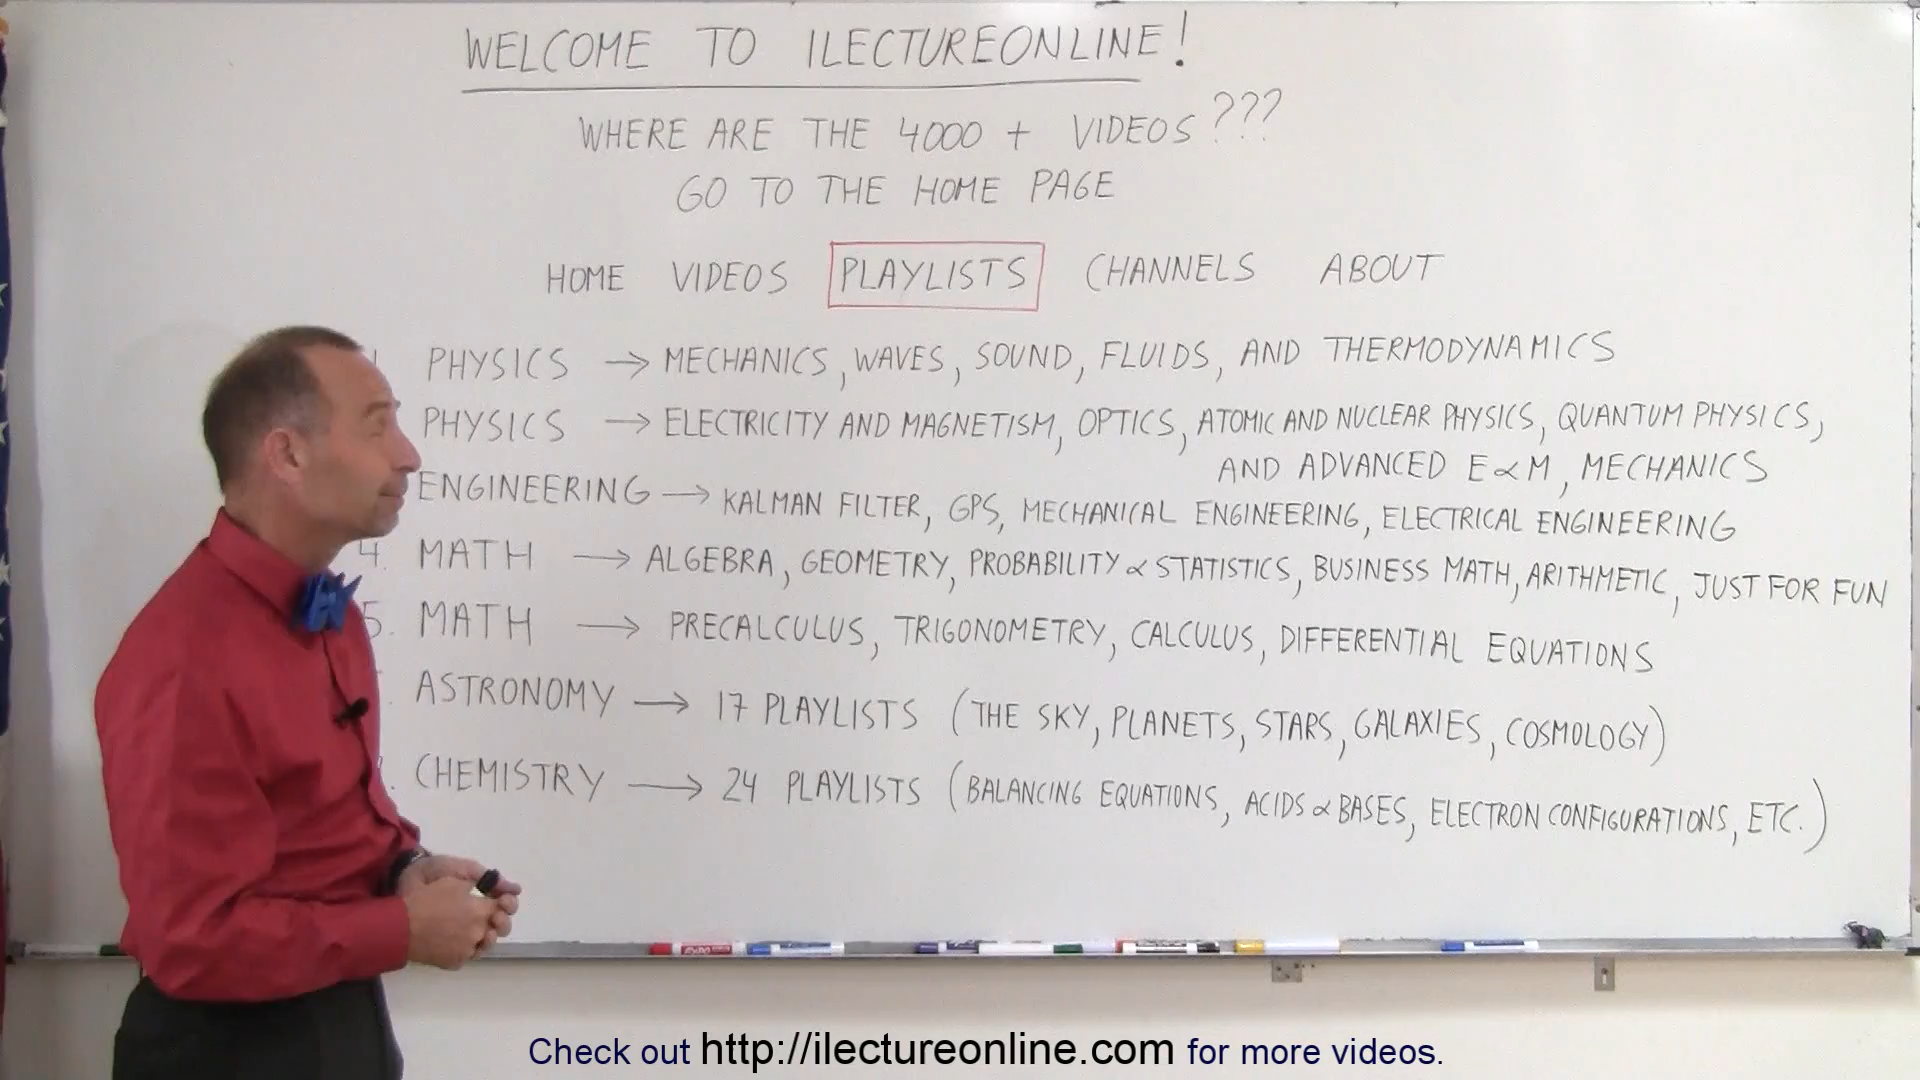 WELCOME TO ILECTUREONLINE!
WHERE ARE THE 4000 + VIDEOS???
GO TO THE HOME PAGE
HOME VIDEOS PLAYLISTS CHANNELS ABOUT
PHYSICS → MECHANICS, WAVES, SOUND, FLUIDS, AND THERMODYNAMICS
PHYSICS → ELECTRICITY AND MAGNETISM, OPTICS, ATOMIC AND NUCLEAR PHYSICS, QUANTUM PHYSICS,
AND ADVANCED E & M, MECHANICS
ENGINEERING → KALMAN FILTER, GPS, MECHANICAL ENGINEERING, ELECTRICAL ENGINEERING
4. MATH → ALGEBRA, GEOMETRY, PROBABILITY & STATISTICS, BUSINESS MATH, ARITHMETIC, JUST FOR FUN
5. MATH → PRECALCULUS, TRIGONOMETRY, CALCULUS, DIFFERENTIAL EQUATIONS
ASTRONOMY → 17 PLAYLISTS (THE SKY, PLANETS, STARS, GALAXIES, COSMOLOGY)
CHEMISTRY → 24 PLAYLISTS (BALANCING EQUATIONS, ACIDS & BASES, ELECTRON CONFIGURATIONS, ETC.)
Check out http://ilectureonline.com for more videos.